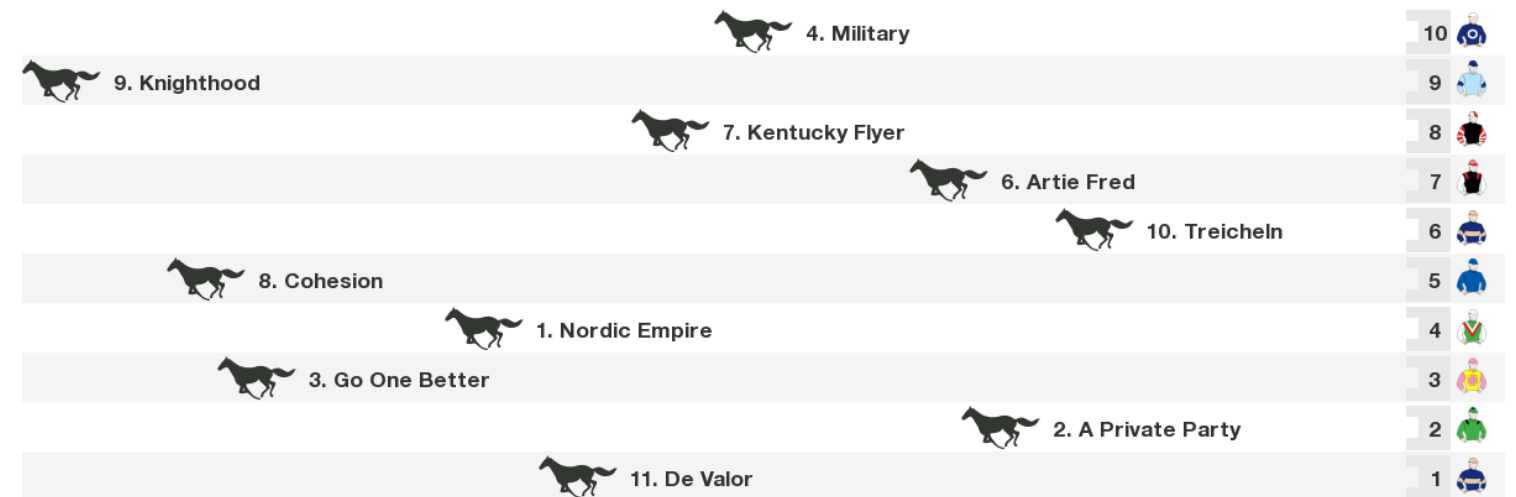 4. Military 10
9. Knighthood 9
7. Kentucky Flyer 8
6. Artie Fred 7
10. Treicheln 6
8. Cohesion 5
1. Nordic Empire 4
3. Go One Better 3
2. A Private Party 2
11. De Valor 1